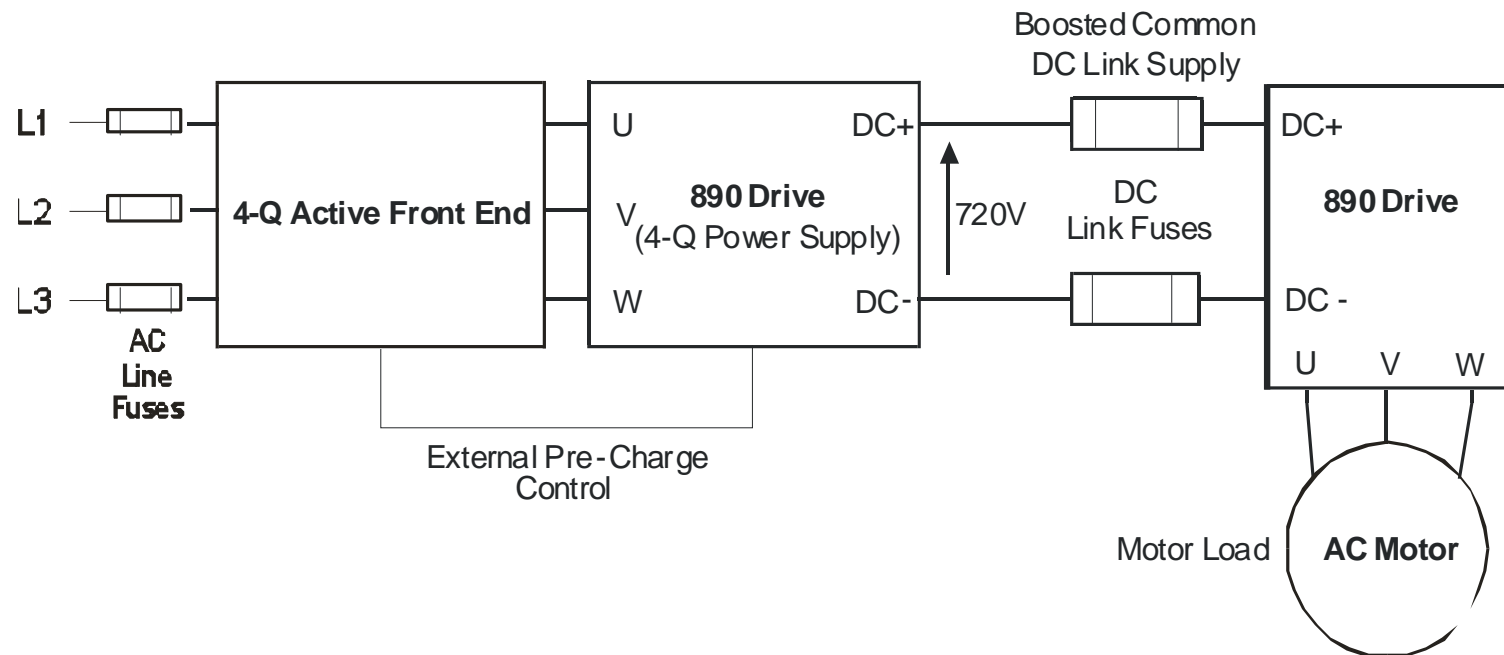 Boosted Common
DC Link Supply
L1
L2
L3
AC
Line
Fuses
4-Q Active Front End
U
V
W
890 Drive
(4-Q Power Supply)
DC+
DC-
720V
DC
Link Fuses
DC+
DC -
890 Drive
U V W
External Pre-Charge
Control
Motor Load
AC Motor